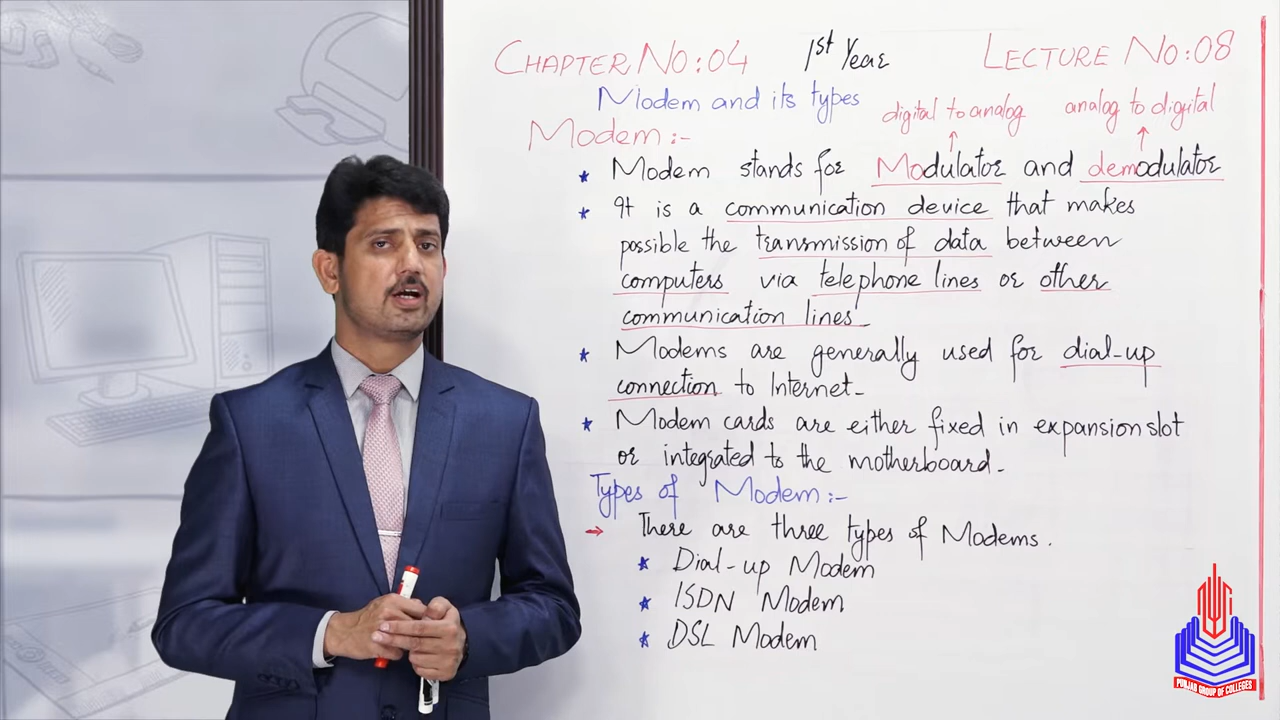 CHAPTER NO:04 1st Year LECTURE NO:08
Modem and its types
digital to analog analog to digital
Modem:-
★ Modem stands for Modulator and demodulator
★ It is a communication device that makes
possible the transmission of data between
computers via telephone lines or other
communication lines
★ Modems are generally used for dial-up
connection to Internet.
★ Modem cards are either fixed in expansion slot
or integrated to the motherboard.
Types of Modem:-
→ There are three types of Modems.
★ Dial-up Modem
★ ISDN Modem
★ DSL Modem
PUNJAB GROUP OF COLLEGES